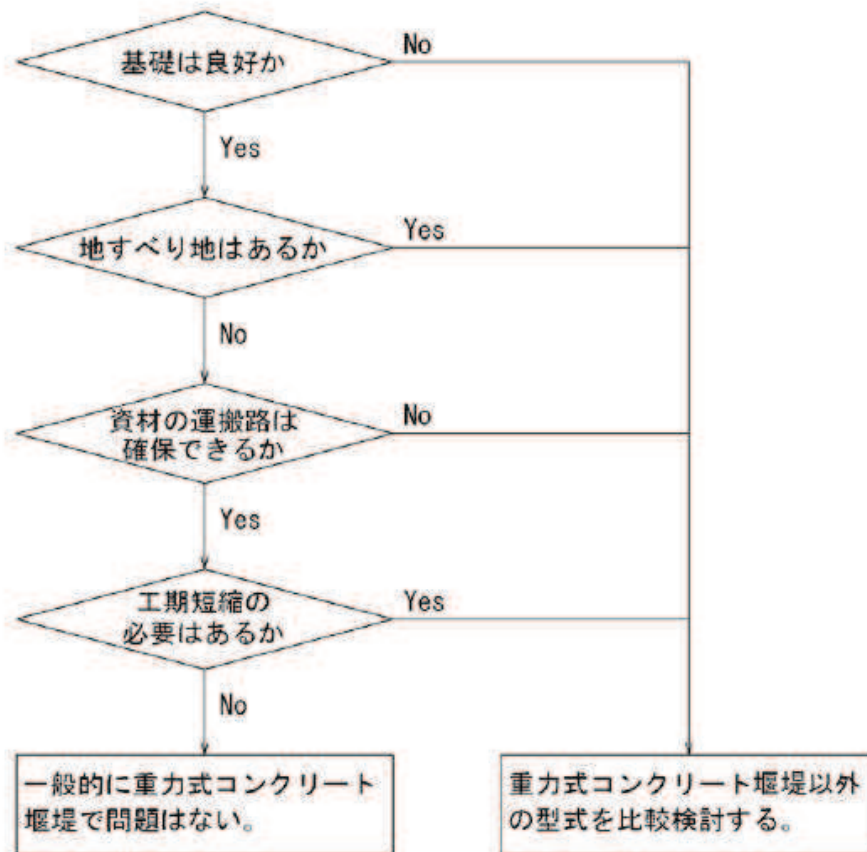 基礎は良好か
No
Yes
地すべり地はあるか
Yes
No
資材の運搬路は
確保できるか
No
Yes
工期短縮の
必要はあるか
Yes
No
一般的に重力式コンクリート
堰堤で問題はない。
重力式コンクリート堰堤以外
の型式を比較検討する。